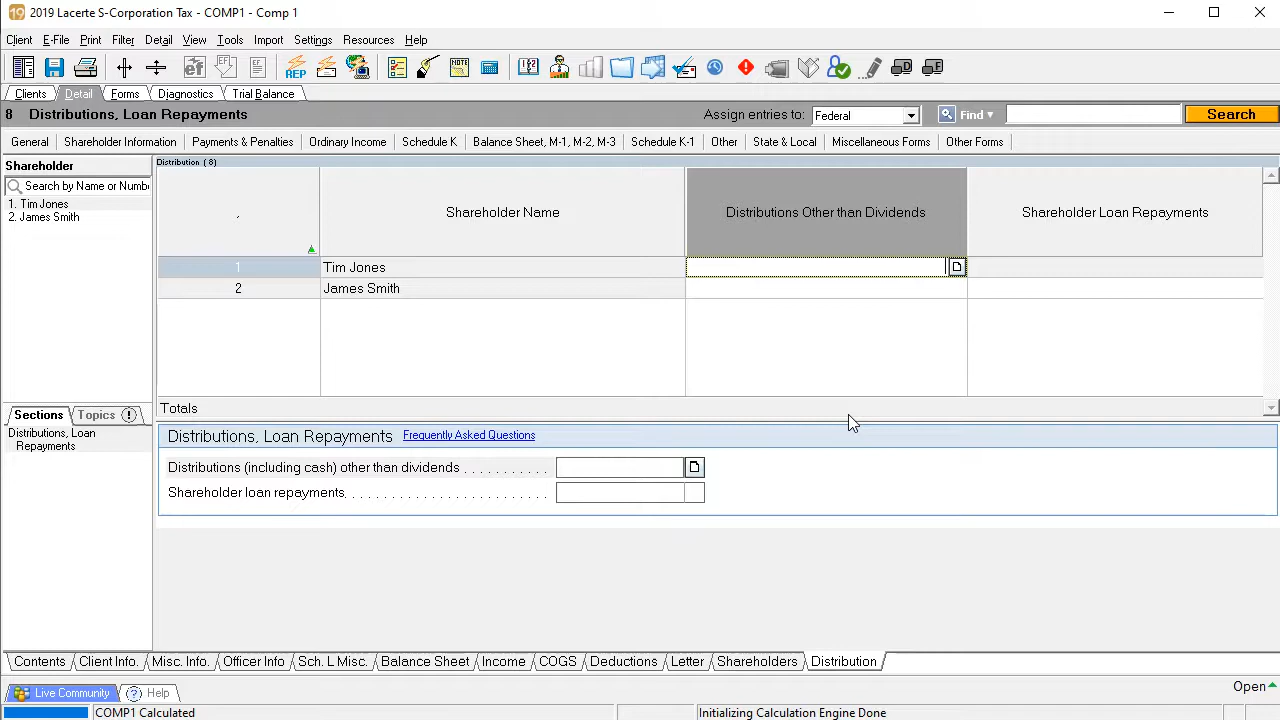 19 2019 Lacerte S-Corporation Tax - COMP1 - Comp 1
Client E-File Print Filter Detail View Tools Import Settings Resources Help
ef EF REP D E
Clients Detail Forms Diagnostics Trial Balance
8 Distributions, Loan Repayments Assign entries to: Federal Find Search
General Shareholder Information Payments & Penalties Ordinary Income Schedule K Balance Sheet, M-1, M-2, M-3 Schedule K-1 Other State & Local Miscellaneous Forms Other Forms
Shareholder
Search by Name or Numbe
1. Tim Jones
2. James Smith
Distribution ( 8)
. Shareholder Name Distributions Other than Dividends Shareholder Loan Repayments
1 Tim Jones
2 James Smith
Totals
Sections Topics !
Distributions, Loan
Repayments
Distributions, Loan Repayments Frequently Asked Questions
Distributions (including cash) other than dividends . . . . . . . . . . .
Shareholder loan repayments. . . . . . . . . . . . . . . . . . . . . . . . . .
Contents Client Info. Misc. Info. Officer Info Sch. L Misc. Balance Sheet Income COGS Deductions Letter Shareholders Distribution
Live Community ? Help Open
COMP1 Calculated Initializing Calculation Engine Done